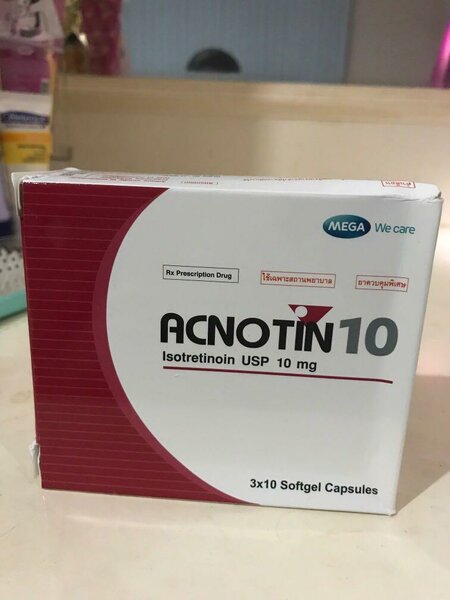 MEGA We care
Rx Prescription Drug
ใช้เฉพาะสถานพยาบาล
ยาควบคุมพิเศษ
ACNOTIN 10
Isotretinoin USP 10 mg
3x10 Softgel Capsules